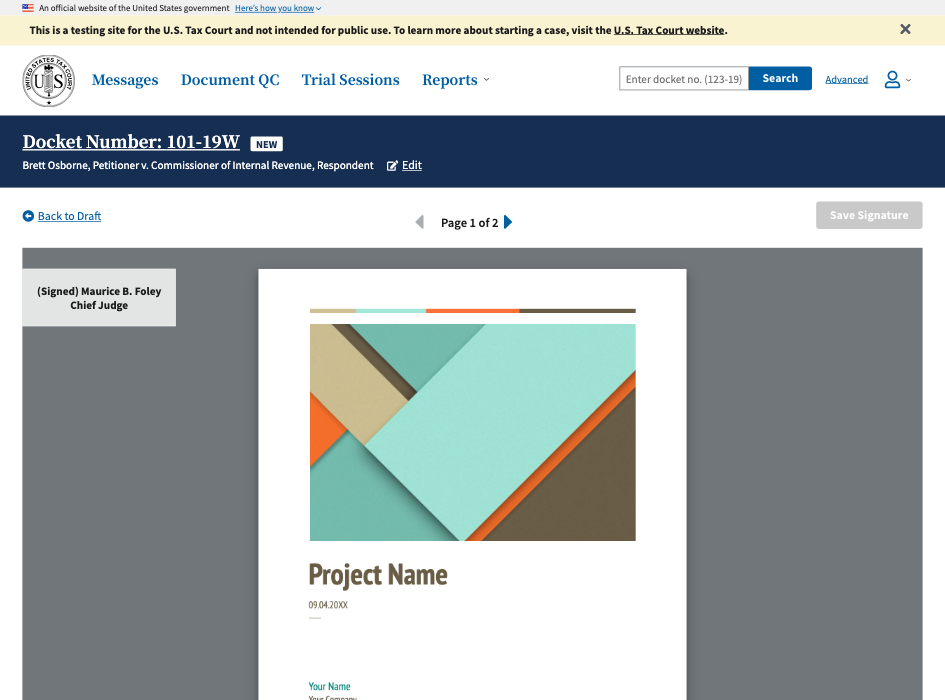 An official website of the United States government Here's how you know
This is a testing site for the U.S. Tax Court and not intended for public use. To learn more about starting a case, visit the U.S. Tax Court website.
UNITED STATES TAX COURT
US
Messages
Document QC
Trial Sessions
Reports
Enter docket no. (123-19)
Search
Advanced
Docket Number: 101-19W
NEW
Brett Osborne, Petitioner v. Commissioner of Internal Revenue, Respondent
Edit
Back to Draft
Page 1 of 2
Save Signature
(Signed) Maurice B. Foley
Chief Judge
Project Name
09.04.20XX
Your Name
Your Company